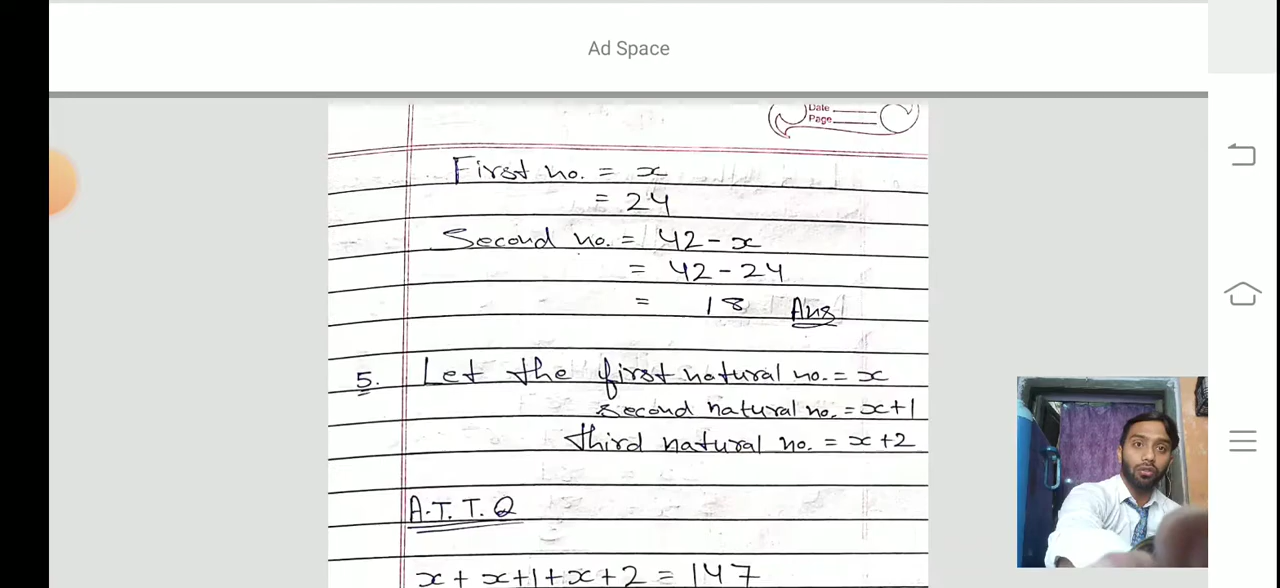 Ad Space
Date
Page
First no. = x
= 24
Second no. = 42 - x
= 42 - 24
= 18 Ans
5. Let the first natural no. = x
second natural no. = x+1
third natural no. = x+2
A.T.T.Q
x + x+1+x+2 = 147